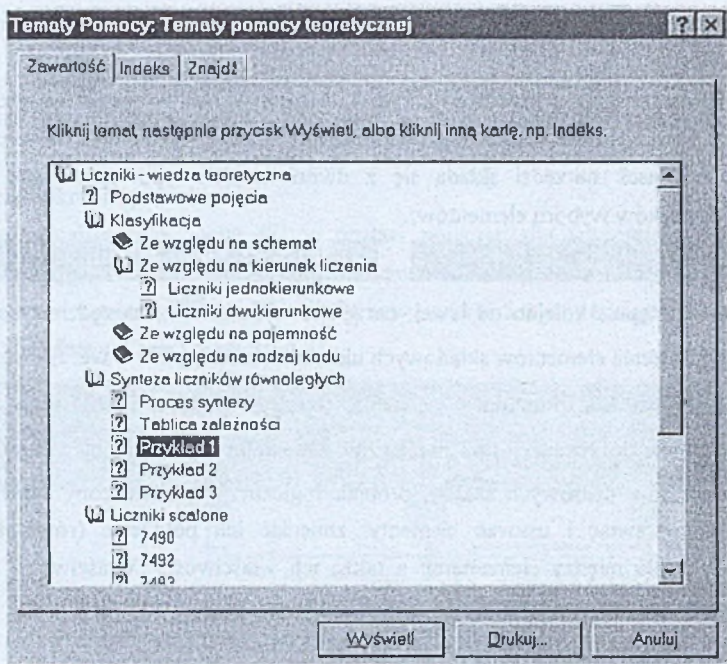 Tematy Pomocy: Tematy pomocy teoretycznej
Zawartość Indeks Znajdź
Kliknij temat, następnie przycisk Wyświetl, albo kliknij inną kartę, np. Indeks.
Liczniki - wiedza teoretyczna
Podstawowe pojęcia
Klasyfikacja
Ze względu na schemat
Ze względu na kierunek liczenia
Liczniki jednokierunkowe
Liczniki dwukierunkowe
Ze względu na pojemność
Ze względu na rodzaj kodu
Synteza liczników równoległych
Proces syntezy
Tablica zależności
Przykład 1
Przykład 2
Przykład 3
Liczniki scalone
7490
7492
7493
Wyświetl Drukuj... Anuluj